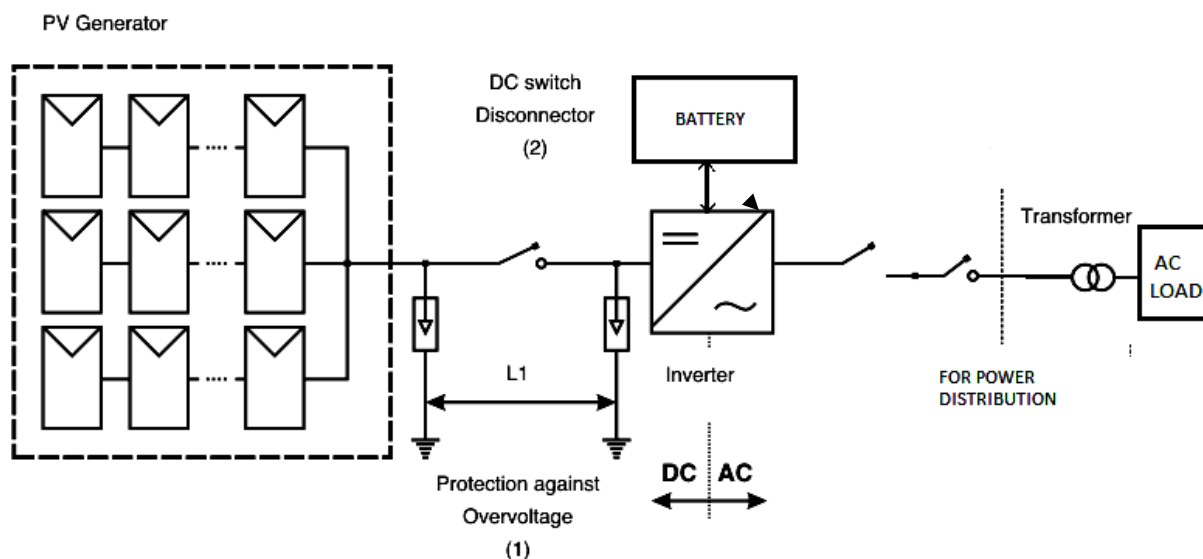 PV Generator
DC switch
Disconnector
(2)
BATTERY
Transformer
AC
LOAD
L1
Inverter
FOR POWER
DISTRIBUTION
Protection against
Overvoltage
(1)
DC AC